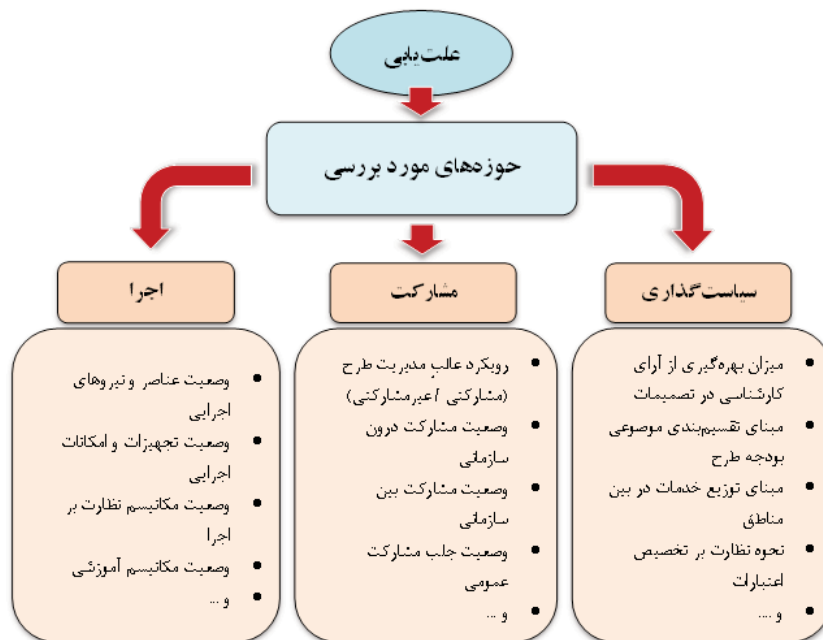 علت‌یابی
حوزه‌های مورد بررسی
سیاست‌گذاری
میزان بهره‌گیری از آرای
کارشناسی در تصمیمات
مبنای تقسیم‌بندی موضوعی
بودجه طرح
مبنای توزیع خدمات در بین
مناطق
نحوه نظارت بر تخصیص
اعتبارات
و ....
مشارکت
رویکرد غالب مدیریت طرح
(مشارکتی / غیرمشارکتی)
وضعیت مشارکت درون
سازمانی
وضعیت مشارکت بین
سازمانی
وضعیت جلب مشارکت
عمومی
و ...
اجرا
وضعیت عناصر و نیروهای
اجرایی
وضعیت تجهیزات و امکانات
اجرایی
وضعیت مکانیسم نظارت بر
اجرا
وضعیت مکانیسم آموزشی
و ...